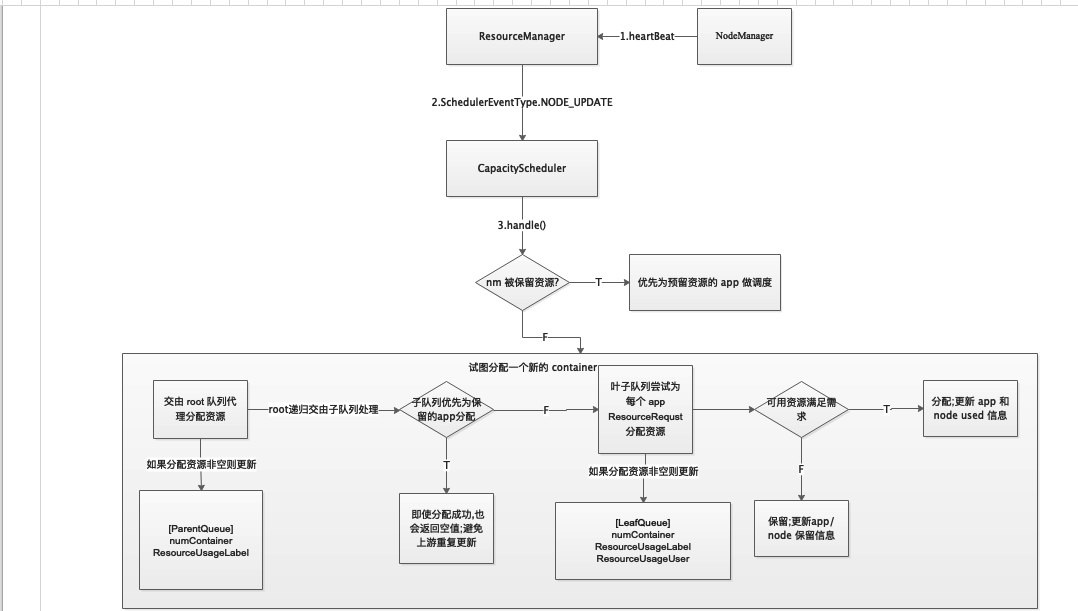 ResourceManager
1.heartBeat
NodeManager
2.SchedulerEventType.NODE_UPDATE
CapacityScheduler
3.handle()
nm 被保留资源?
T
优先为预留资源的 app 做调度
F
试图分配一个新的 container
交由 root 队列代
理分配资源
root递归交由子队列处理
子队列优先为保
留的app分配
F
叶子队列尝试为
每个 app
ResourceRequst
分配资源
可用资源满足需
求
T
分配;更新 app 和
node used 信息
如果分配资源非空则更新
T
如果分配资源非空则更新
F
[ParentQueue]
numContainer
ResourceUsageLabel
即使分配成功,也
会返回空值;避免
上游重复更新
[LeafQueue]
numContainer
ResourceUsageLabel
ResourceUsageUser
保留;更新app/
node 保留信息